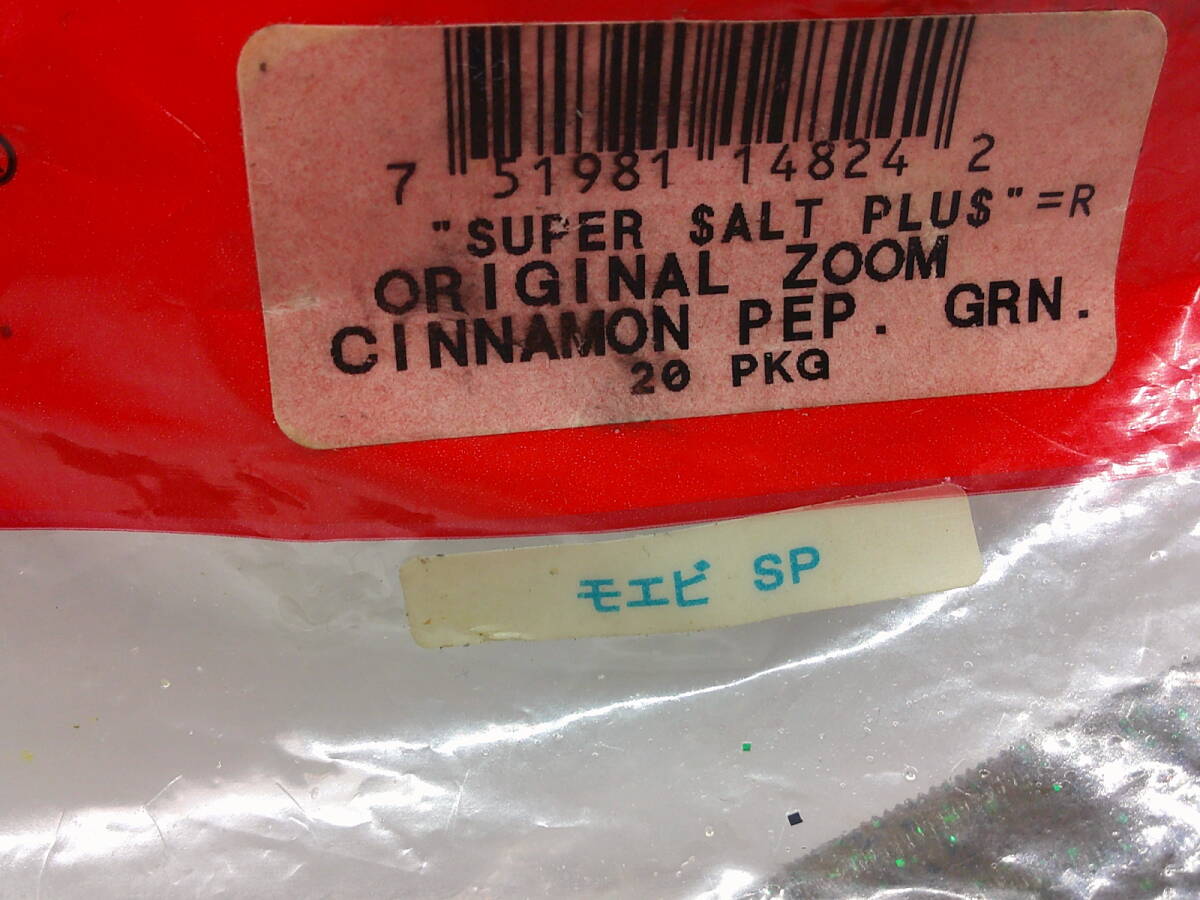 7 51981 14824 2
"SUPER $ALT PLU$"=R
ORIGINAL ZOOM
CINNAMON PEP. GRN.
20 PKG
モエビ SP